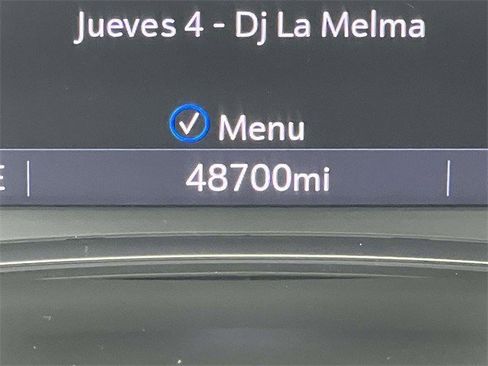 Jueves 4 - Dj La Melma
Menu
E 48700mi